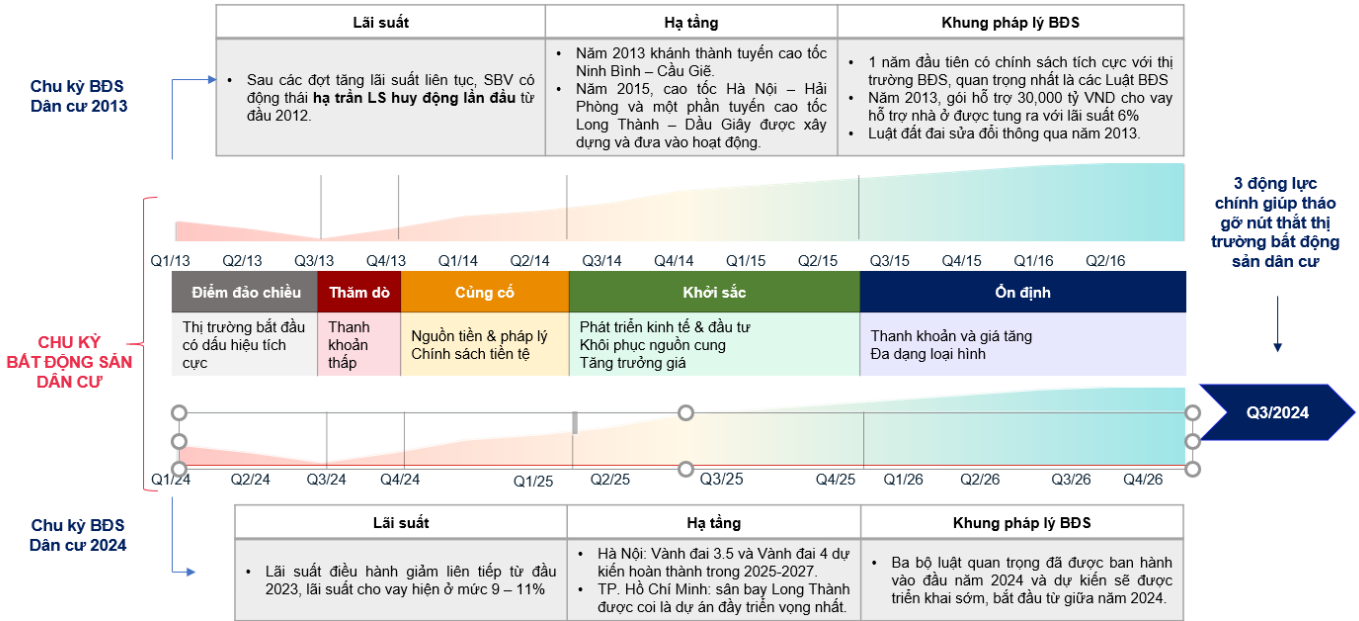 Lãi suất
Hạ tầng
Khung pháp lý BĐS
Chu kỳ BĐS
Dân cư 2013
• Sau các đợt tăng lãi suất liên tục, SBV có
động thái hạ trần LS huy động lần đầu từ
đầu 2012.
• Năm 2013 khánh thành tuyến cao tốc
Ninh Bình – Cầu Giẽ.
• Năm 2015, cao tốc Hà Nội – Hải
Phòng và một phần tuyến cao tốc
Long Thành – Dầu Giây được xây
dựng và đưa vào hoạt động.
• 1 năm đầu tiên có chính sách tích cực với thị
trường BĐS, quan trọng nhất là các Luật BĐS
• Năm 2013, gói hỗ trợ 30,000 tỷ VND cho vay
hỗ trợ nhà ở được tung ra với lãi suất 6%
• Luật đất đai sửa đổi thông qua năm 2013.
3 động lực
chính giúp tháo
gỡ nút thắt thị
trường bất động
sản dân cư
Q1/13 Q2/13 Q3/13 Q4/13 Q1/14 Q2/14 Q3/14 Q4/14 Q1/15 Q2/15 Q3/15 Q4/15 Q1/16 Q2/16
Điểm đảo chiều
Thăm dò
Củng cố
Khởi sắc
Ổn định
CHU KỲ
BẤT ĐỘNG SẢN
DÂN CƯ
Thị trường bắt đầu
có dấu hiệu tích
cực
Thanh
khoản
thấp
Nguồn tiền & pháp lý
Chính sách tiền tệ
Phát triển kinh tế & đầu tư
Khôi phục nguồn cung
Tăng trưởng giá
Thanh khoản và giá tăng
Đa dạng loại hình
Q3/2024
Q1/24 Q2/24 Q3/24 Q4/24 Q1/25 Q2/25 Q3/25 Q4/25 Q1/26 Q2/26 Q3/26 Q4/26
Chu kỳ BĐS
Dân cư 2024
Lãi suất
Hạ tầng
Khung pháp lý BĐS
• Lãi suất điều hành giảm liên tiếp từ đầu
2023, lãi suất cho vay hiện ở mức 9 – 11%
• Hà Nội: Vành đai 3.5 và Vành đai 4 dự
kiến hoàn thành trong 2025-2027.
• TP. Hồ Chí Minh: sân bay Long Thành
được coi là dự án đầy triển vọng nhất.
• Ba bộ luật quan trọng đã được ban hành
vào đầu năm 2024 và dự kiến sẽ được
triển khai sớm, bắt đầu từ giữa năm 2024.